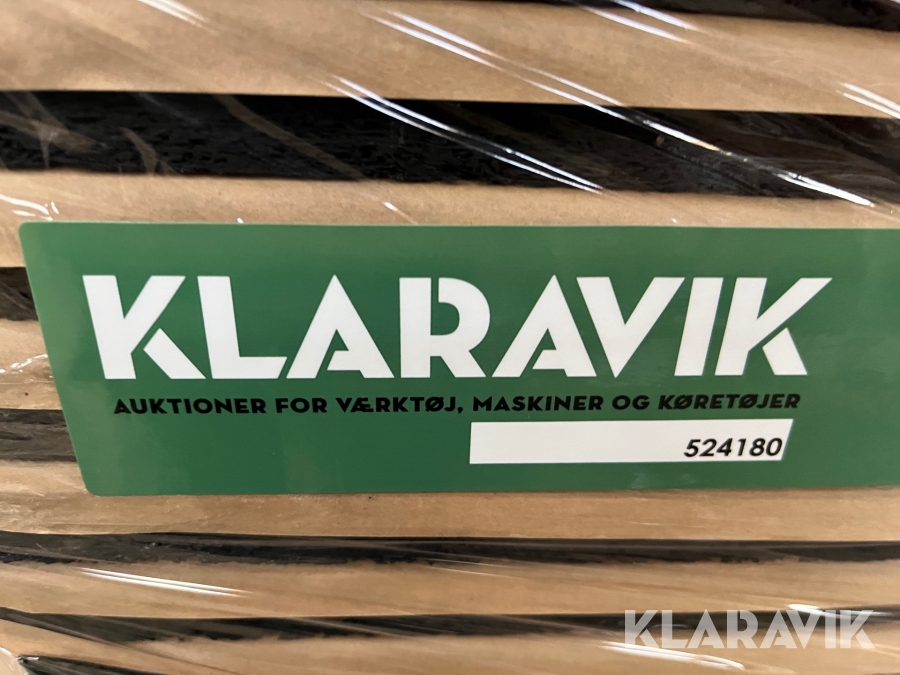 KLARAVIK
AUKTIONER FOR VÆRKTØJ, MASKINER OG KØRETØJER
524180
KLARAVIK